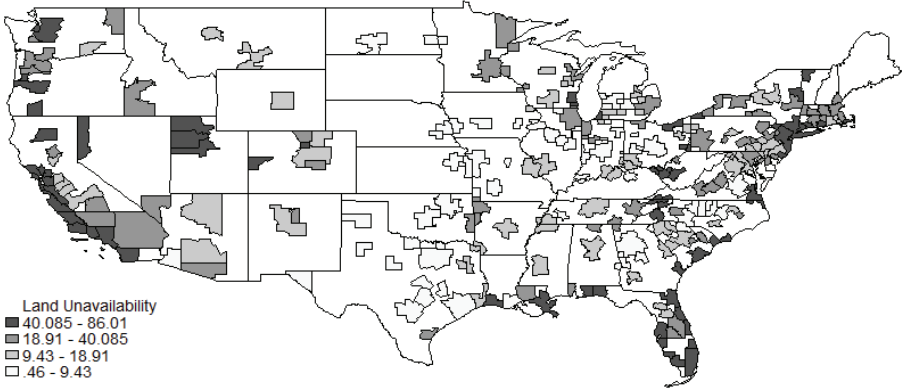 Land Unavailability
40.085 - 86.01
18.91 - 40.085
9.43 - 18.91
.46 - 9.43